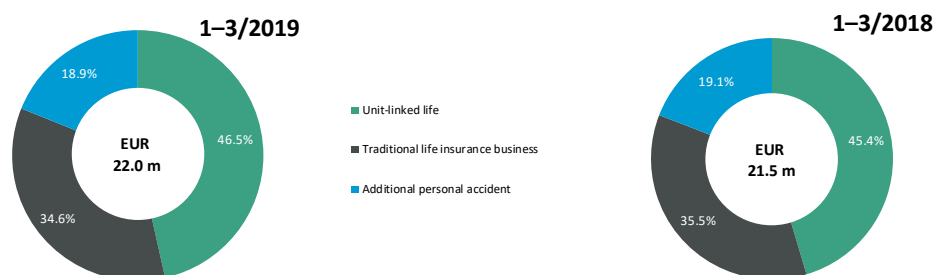 1–3/2019
18.9%
46.5%
34.6%
EUR
22.0 m
Unit-linked life
Traditional life insurance business
Additional personal accident
1–3/2018
19.1%
45.4%
35.5%
EUR
21.5 m